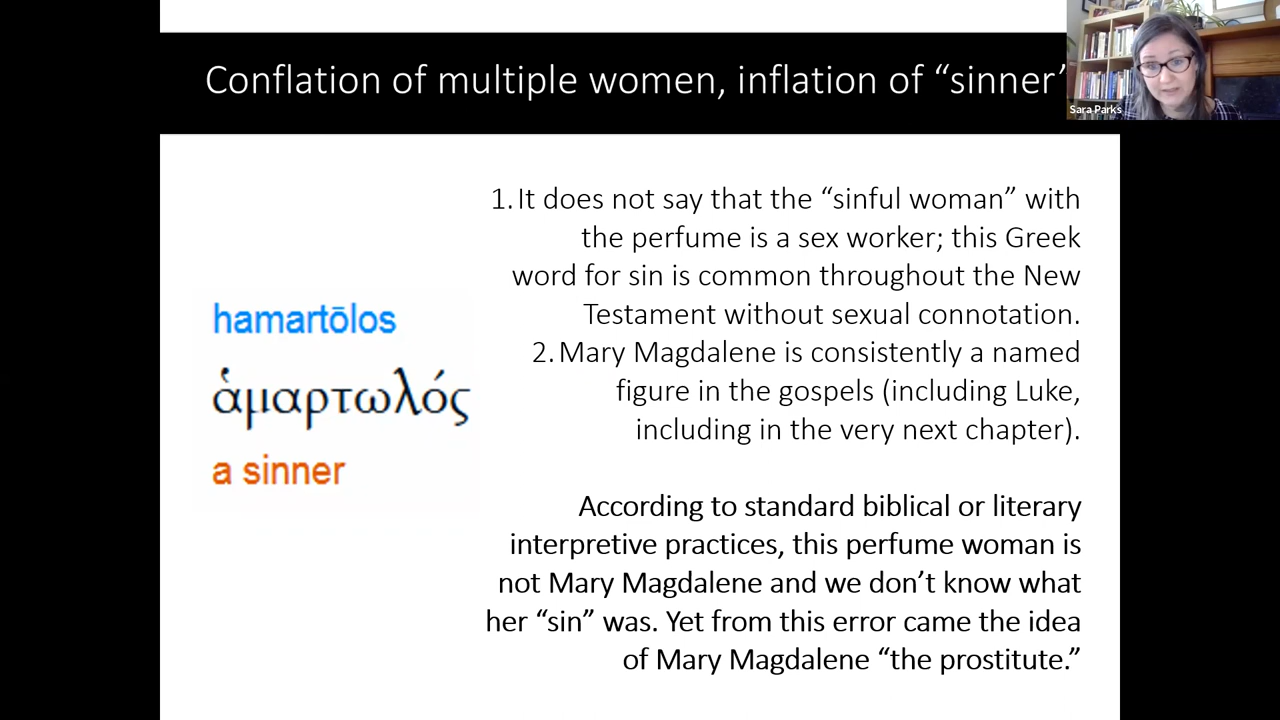 Conflation of multiple women, inflation of “sinner”
Sara Parks
1. It does not say that the “sinful woman” with
the perfume is a sex worker; this Greek
word for sin is common throughout the New
Testament without sexual connotation.
2. Mary Magdalene is consistently a named
figure in the gospels (including Luke,
including in the very next chapter).
hamartōlos
ἁμαρτωλός
a sinner
According to standard biblical or literary
interpretive practices, this perfume woman is
not Mary Magdalene and we don’t know what
her “sin” was. Yet from this error came the idea
of Mary Magdalene “the prostitute.”